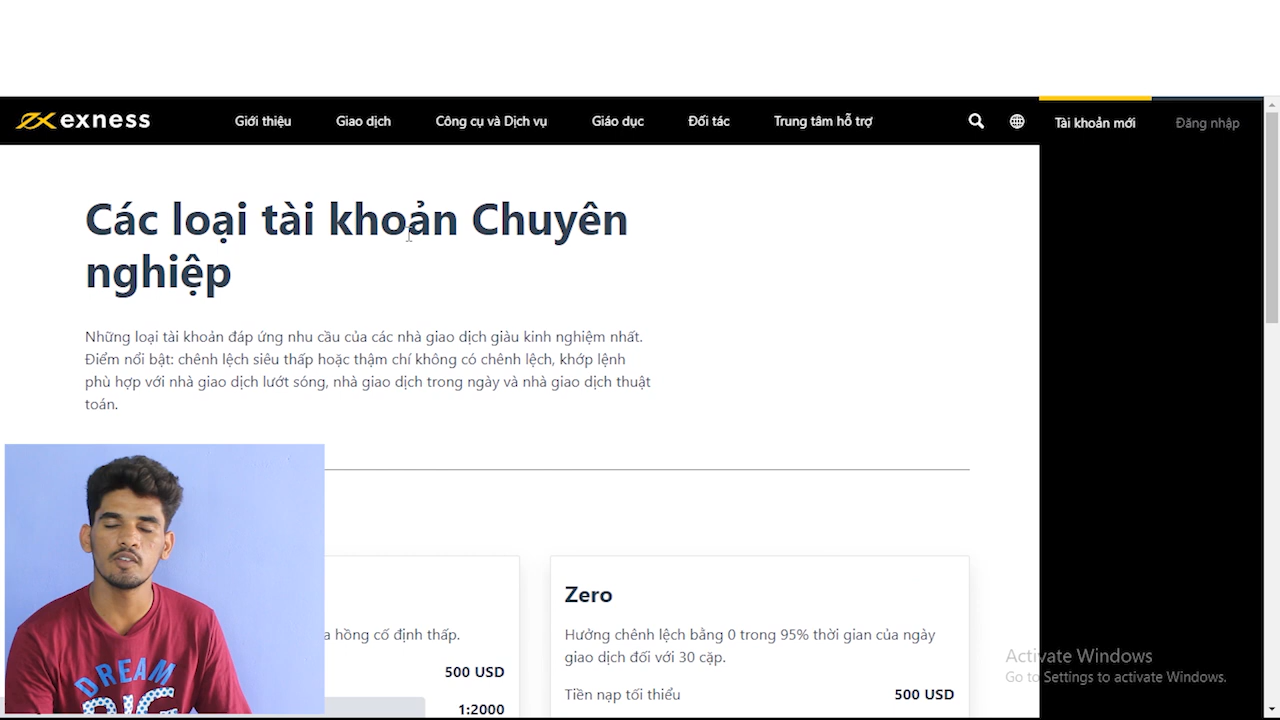 exness
Giới thiệu
Giao dịch
Công cụ và Dịch vụ
Giáo dục
Đối tác
Trung tâm hỗ trợ
Tài khoản mới
Đăng nhập
Các loại tài khoản Chuyên
nghiệp
Những loại tài khoản đáp ứng nhu cầu của các nhà giao dịch giàu kinh nghiệm nhất.
Điểm nổi bật: chênh lệch siêu thấp hoặc thậm chí không có chênh lệch, khớp lệnh
phù hợp với nhà giao dịch lướt sóng, nhà giao dịch trong ngày và nhà giao dịch thuật
toán.
a hồng cố định thấp.
500 USD
1:2000
Zero
Hưởng chênh lệch bằng 0 trong 95% thời gian của ngày
giao dịch đối với 30 cặp.
Tiền nạp tối thiểu
500 USD
Activate Windows
Go to Settings to activate Windows.
DREAM
BIG